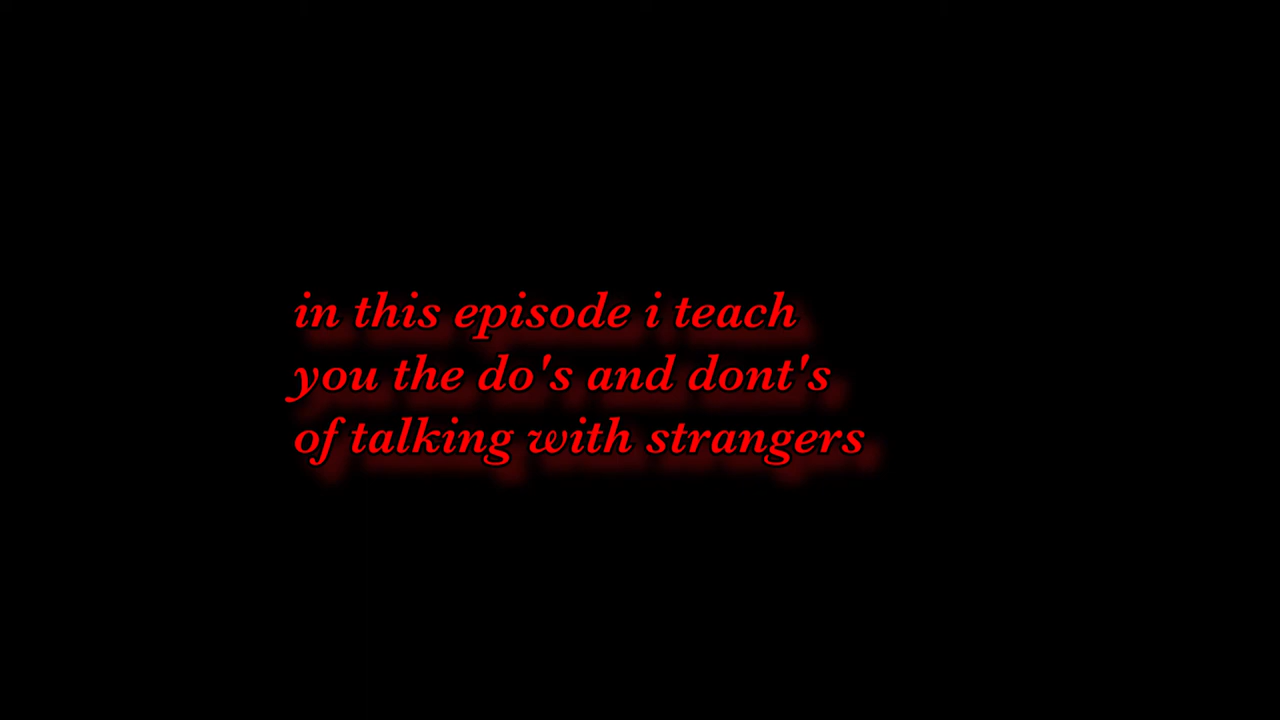 in this episode i teach
you the do's and dont's
of talking with strangers